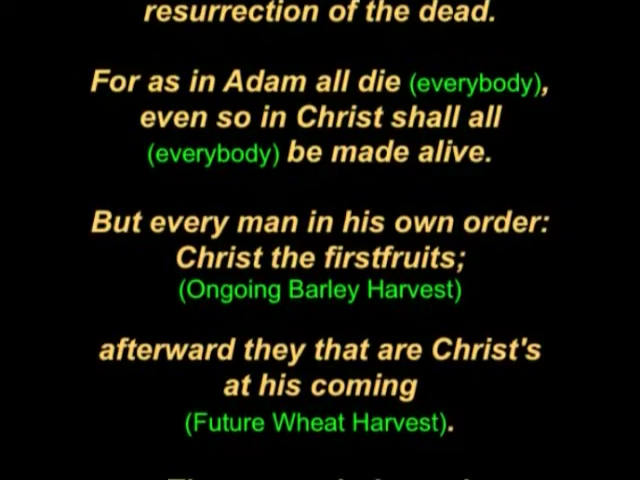 resurrection of the dead.
For as in Adam all die (everybody),
even so in Christ shall all
(everybody) be made alive.
But every man in his own order:
Christ the firstfruits;
(Ongoing Barley Harvest)
afterward they that are Christ's
at his coming
(Future Wheat Harvest).